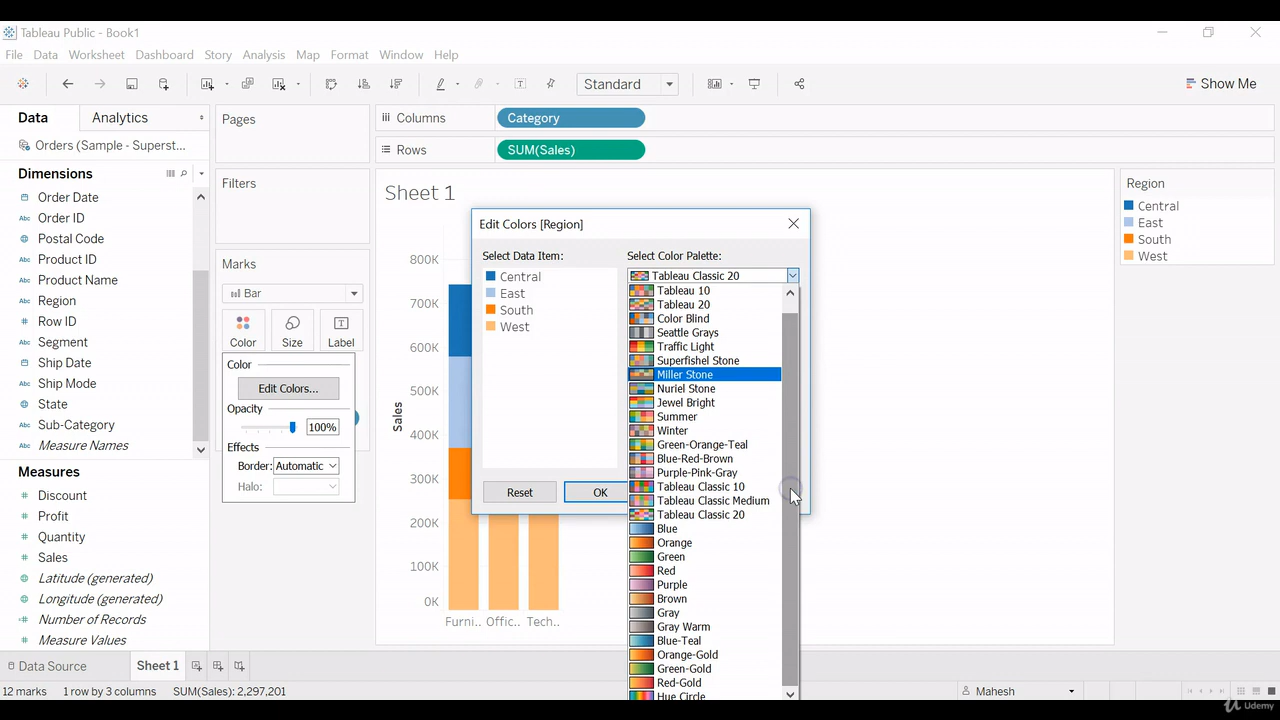 Tableau Public - Book1
File Data Worksheet Dashboard Story Analysis Map Format Window Help
Standard
Show Me
Data Analytics
Orders (Sample - Superst...
Dimensions
Order Date
Abc Order ID
Postal Code
Abc Product ID
Abc Product Name
Abc Region
# Row ID
Abc Segment
Ship Date
Abc Ship Mode
State
Abc Sub-Category
Abc Measure Names
Measures
# Discount
# Profit
# Quantity
# Sales
Latitude (generated)
Longitude (generated)
Number of Records
# Measure Values
Pages
Filters
Marks
Bar
Color Size Label
Color
Edit Colors...
Opacity
100%
Effects
Border: Automatic
Halo:
Columns Category
Rows SUM(Sales)
Sheet 1
Sales
800K
700K
600K
500K
400K
300K
200K
100K
0K
Furni.. Offic.. Tech..
Edit Colors [Region]
Select Data Item:
Central
East
South
West
Reset OK
Select Color Palette:
Tableau Classic 20
Tableau 10
Tableau 20
Color Blind
Seattle Grays
Traffic Light
Superfishel Stone
Miller Stone
Nuriel Stone
Jewel Bright
Summer
Winter
Green-Orange-Teal
Blue-Red-Brown
Purple-Pink-Gray
Tableau Classic 10
Tableau Classic Medium
Tableau Classic 20
Blue
Orange
Green
Red
Purple
Brown
Gray
Gray Warm
Blue-Teal
Orange-Gold
Green-Gold
Red-Gold
Hue Circle
Region
Central
East
South
West
Data Source Sheet 1
12 marks 1 row by 3 columns SUM(Sales): 2,297,201
Mahesh
Udemy